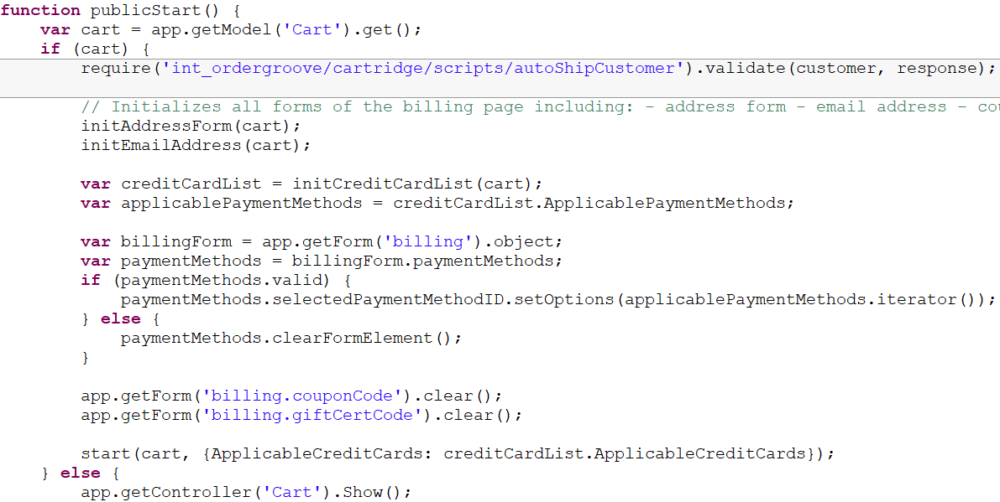 function publicStart() {
    var cart = app.getModel('Cart').get();
    if (cart) {
        require('int_ordergroove/cartridge/scripts/autoShipCustomer').validate(customer, response);
        // Initializes all forms of the billing page including: - address form - email address -
        initAddressForm(cart);
        initEmailAddress(cart);
        var creditCardList = initCreditCardList(cart);
        var applicablePaymentMethods = creditCardList.ApplicablePaymentMethods;
        var billingForm = app.getForm('billing').object;
        var paymentMethods = billingForm.paymentMethods;
        if (paymentMethods.valid) {
            paymentMethods.selectedPaymentMethodID.setOptions(applicablePaymentMethods.iterator());
        } else {
            paymentMethods.clearFormElement();
        }
        app.getForm('billing.couponCode').clear();
        app.getForm('billing.giftCertCode').clear();
        start(cart, {ApplicableCreditCards: creditCardList.ApplicableCreditCards});
    } else {
        app.getController('Cart').Show();